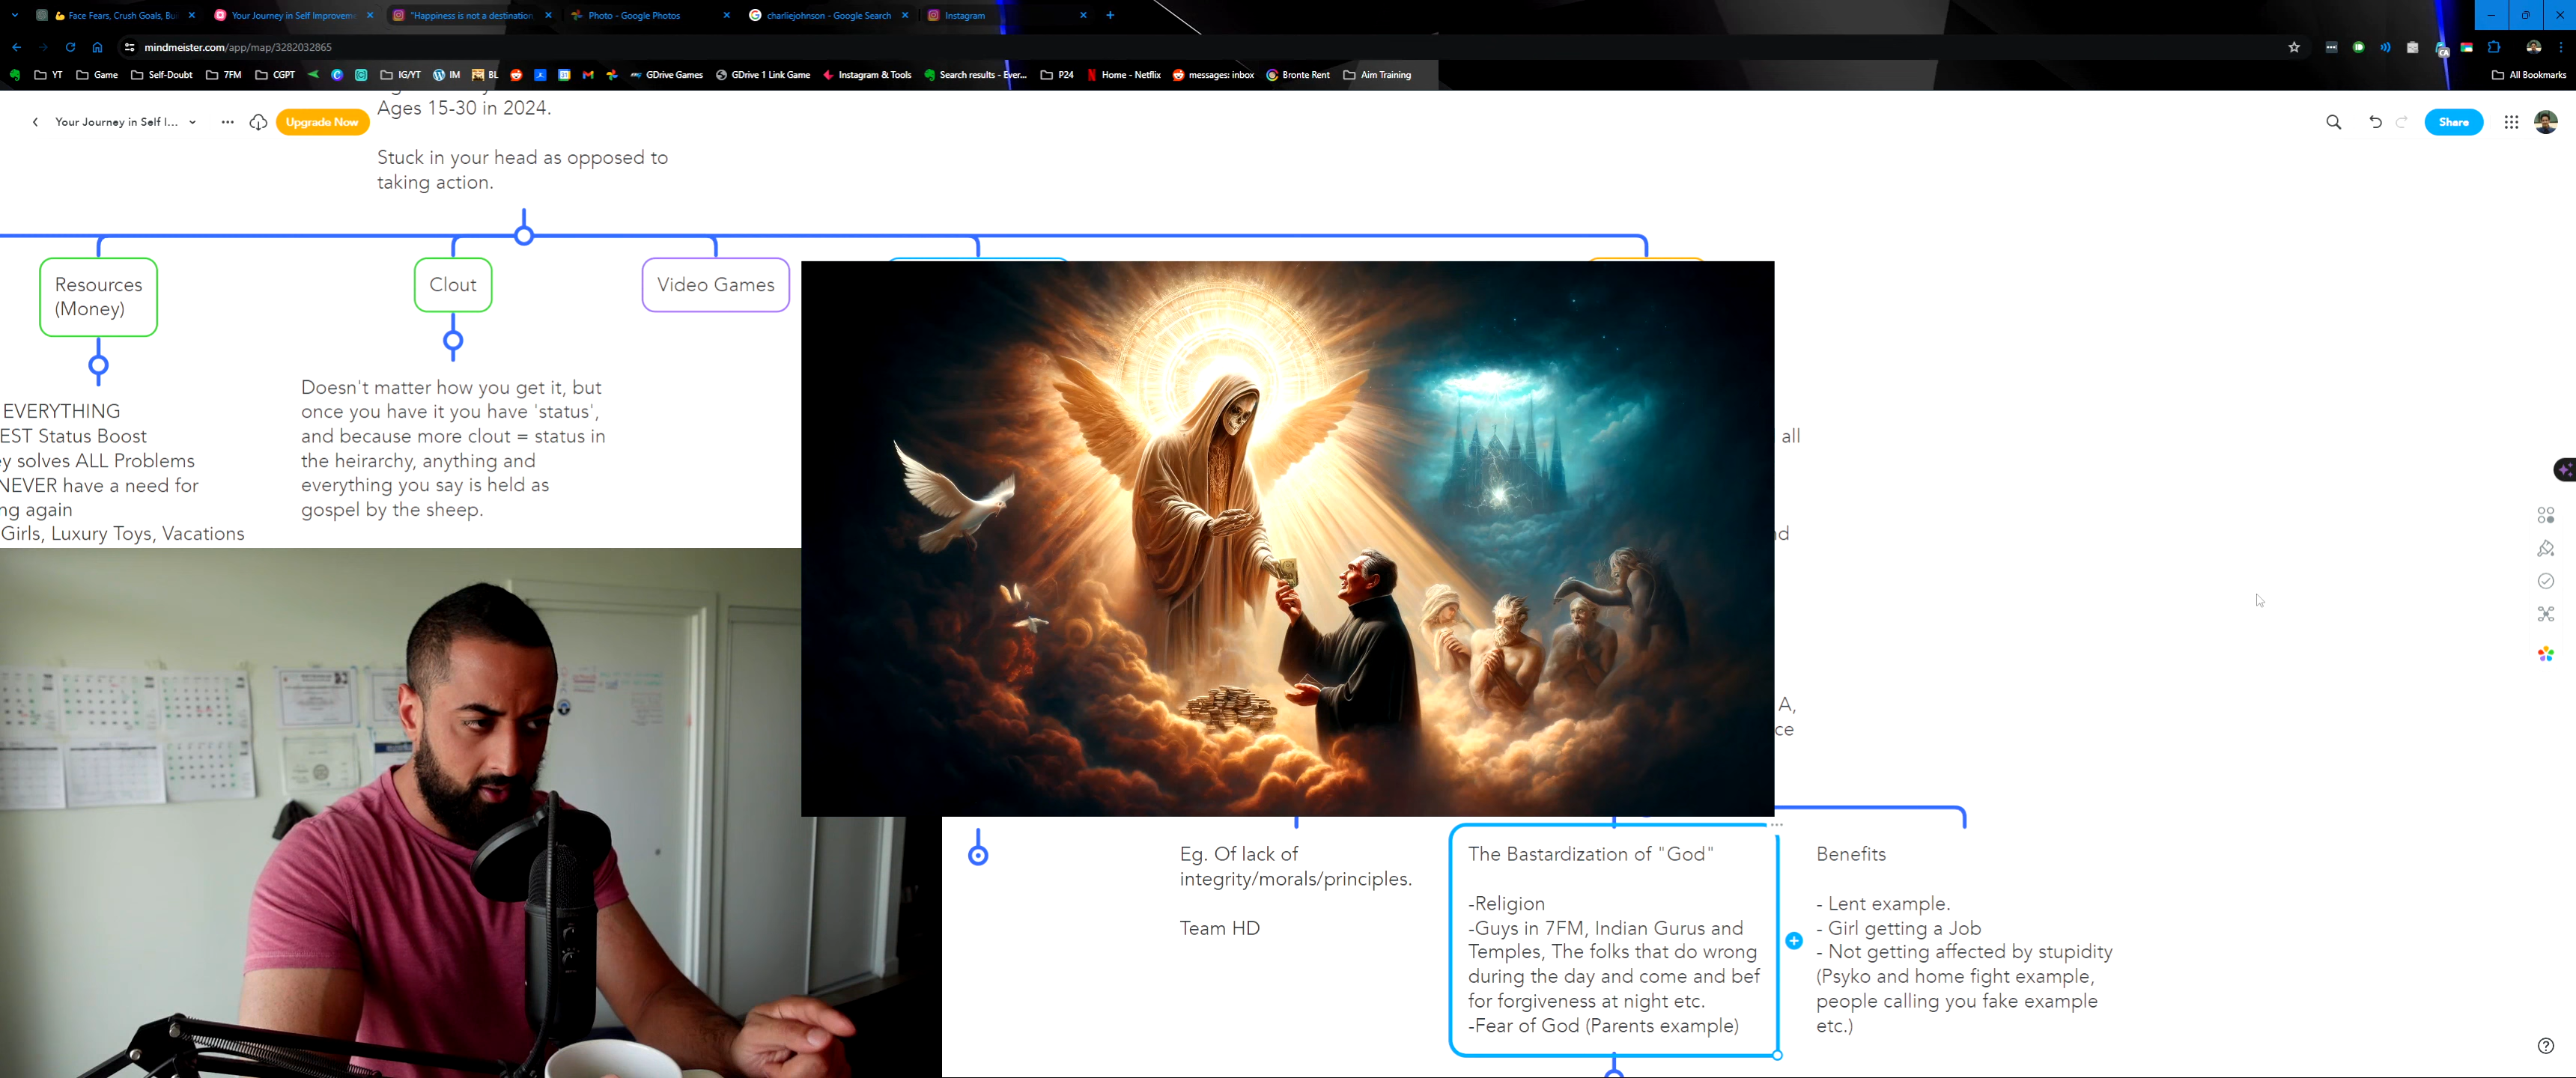 💪 Face Fears, Crush Goals, Bu
Your Journey in Self Improvem
"Happiness is not a destination
Photo - Google Photos
charliejohnson - Google Search
Instagram
mindmeister.com/app/map/3282032865
YT
Game
Self-Doubt
7FM
CGPT
IG/YT
IM
BL
GDrive Games
GDrive 1 Link Game
Instagram & Tools
Search results - Ever...
P24
Home - Netflix
messages: inbox
Bronte Rent
Aim Training
All Bookmarks
Your Journey in Self I...
Upgrade Now
Share
Ages 15-30 in 2024.
Stuck in your head as opposed to
taking action.
Resources
(Money)
Clout
Video Games
EVERYTHING
EST Status Boost
y solves ALL Problems
NEVER have a need for
ng again
Girls, Luxury Toys, Vacations
Doesn't matter how you get it, but
once you have it you have 'status',
and because more clout = status in
the heirarchy, anything and
everything you say is held as
gospel by the sheep.
all
nd
A,
ce
Eg. Of lack of
integrity/morals/principles.
Team HD
The Bastardization of "God"
-Religion
-Guys in 7FM, Indian Gurus and
Temples, The folks that do wrong
during the day and come and bef
for forgiveness at night etc.
-Fear of God (Parents example)
Benefits
- Lent example.
- Girl getting a Job
- Not getting affected by stupidity
(Psyko and home fight example,
people calling you fake example
etc.)